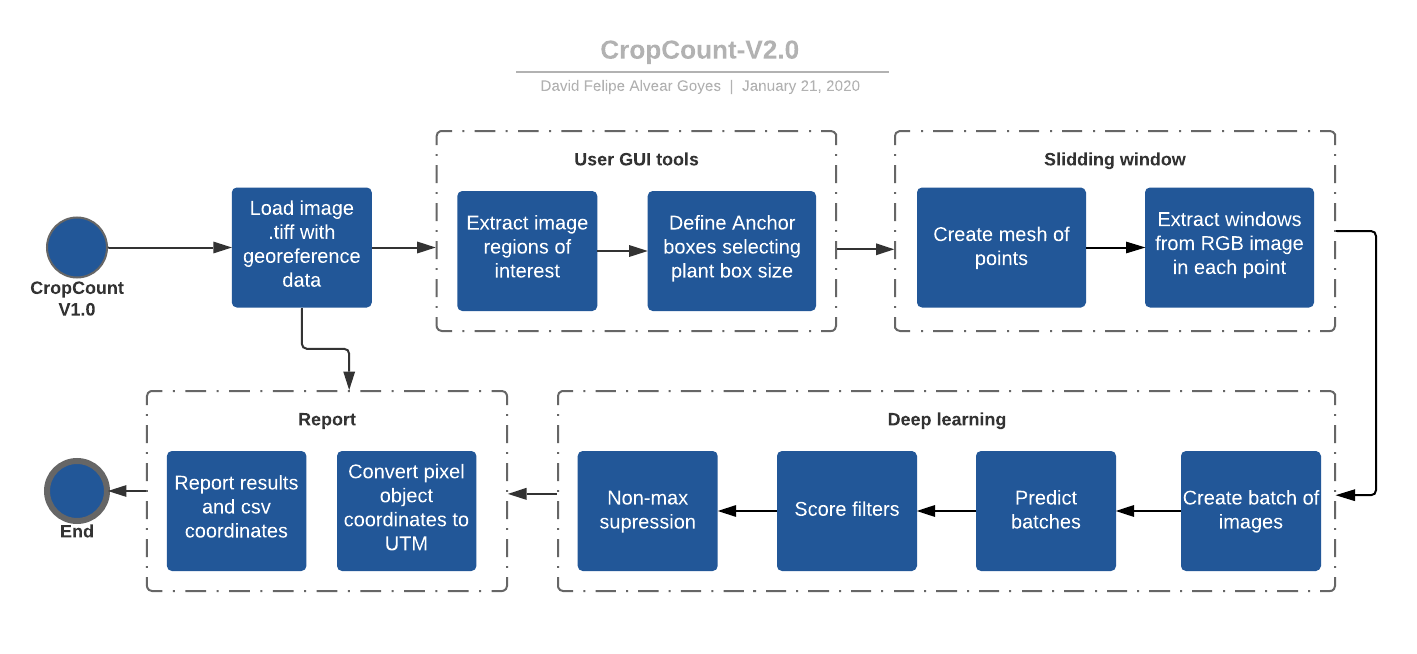 CropCount-V2.0
David Felipe Alvear Goyes | January 21, 2020
CropCount
V1.0
Load image
.tiff with
georeference
data
User GUI tools
Extract image
regions of
interest
Define Anchor
boxes selecting
plant box size
Slidding window
Create mesh of
points
Extract windows
from RGB image
in each point
Deep learning
Create batch of
images
Predict
batches
Score filters
Non-max
supression
Report
Convert pixel
object
coordinates to
UTM
Report results
and csv
coordinates
End